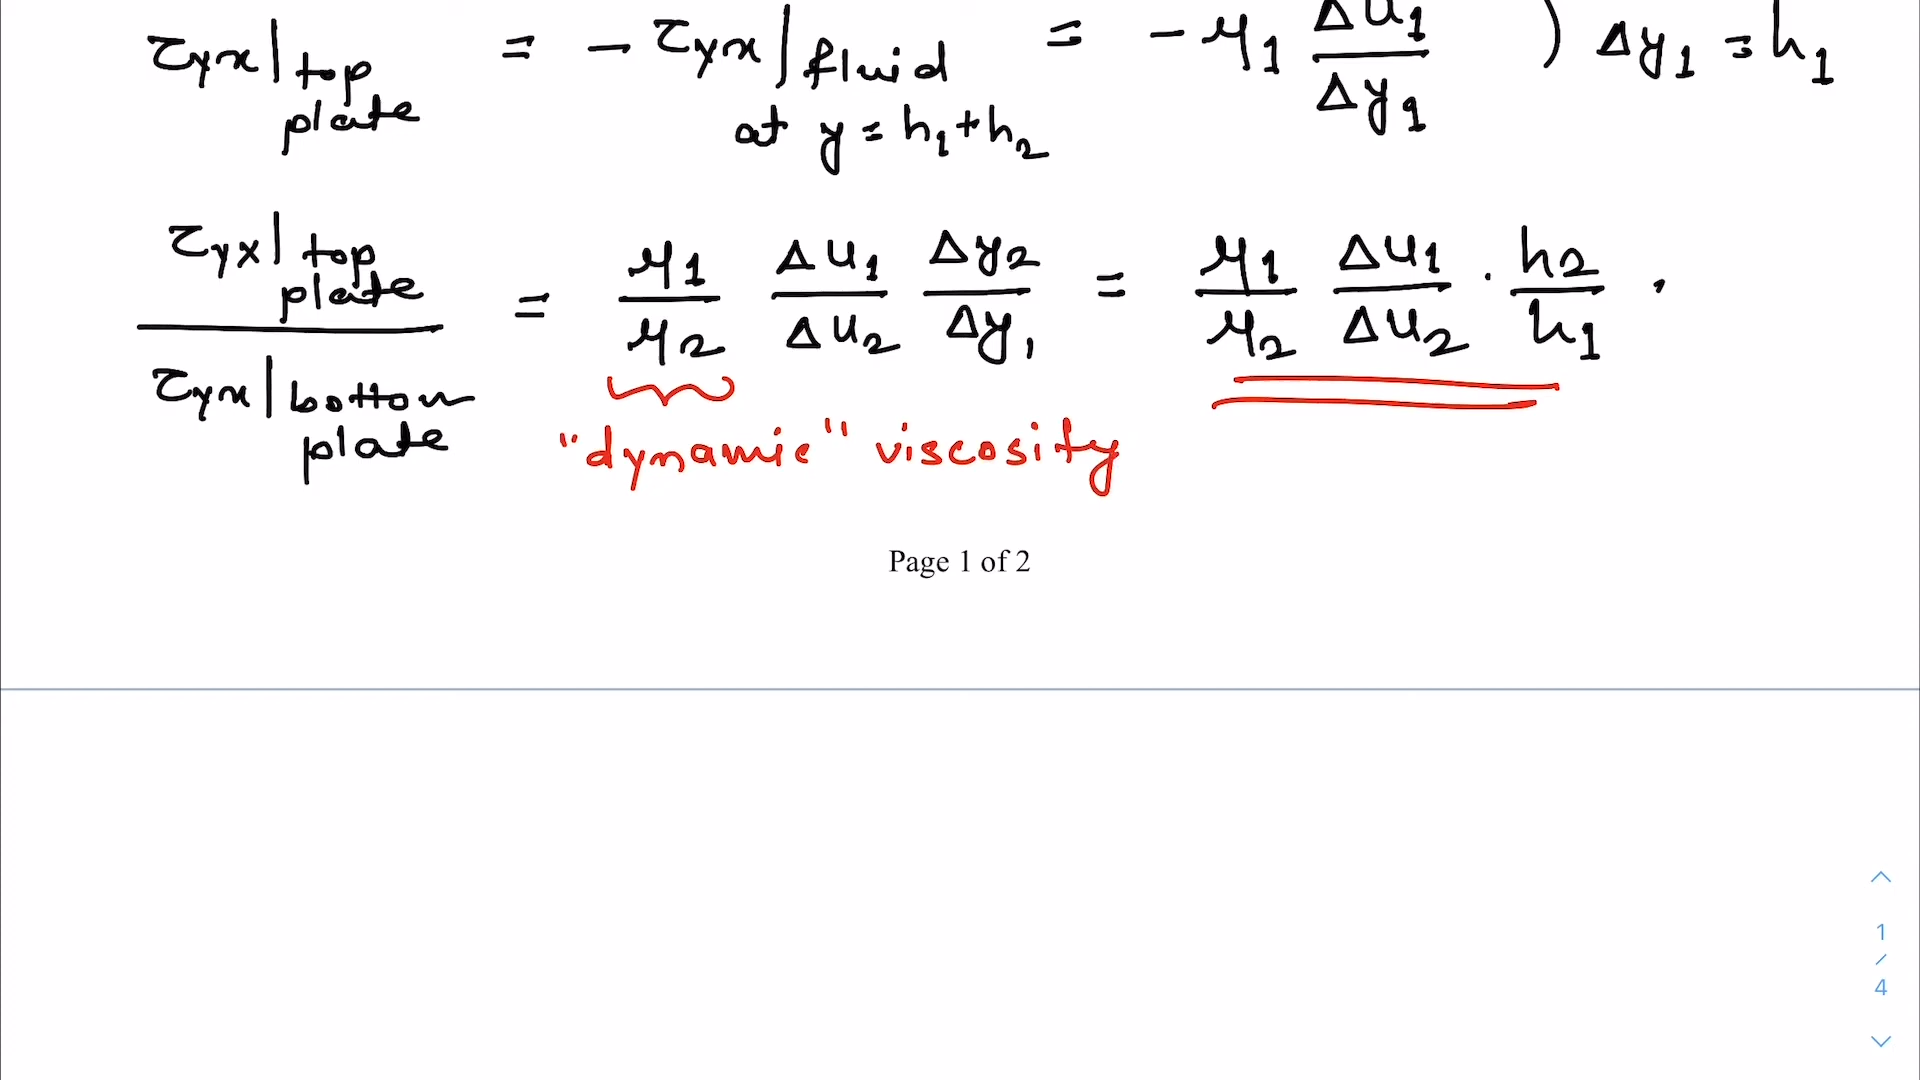 τyx|top plate = − τyx|fluid at y = h1+h2 = − μ1 Δu1/Δy1 ) Δy1 = h1
τyx|top plate / τyx|bottom plate = μ1/μ2 Δu1/Δu2 Δy2/Δy1 = μ1/μ2 Δu1/Δu2 · h2/h1 .
"dynamic" viscosity
Page 1 of 2
1
/
4